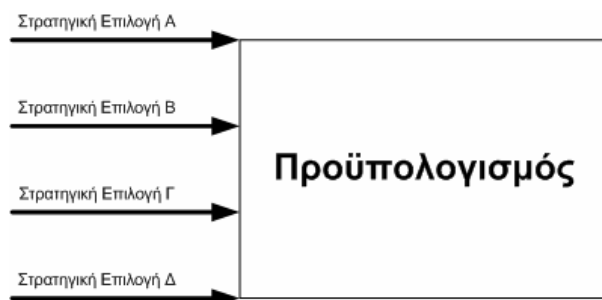 Στρατηγική Επιλογή Α
Στρατηγική Επιλογή Β
Προϋπολογισμός
Στρατηγική Επιλογή Γ
Στρατηγική Επιλογή Δ